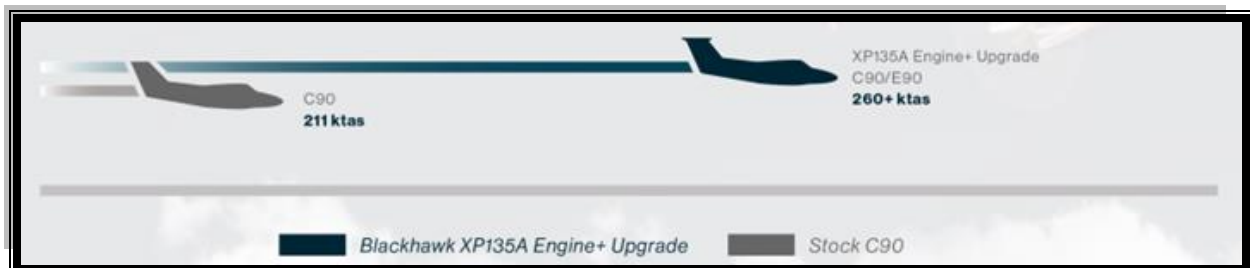 XP135A Engine+ Upgrade
C90/E90
260+ ktas
C90
211 ktas
Blackhawk XP135A Engine+ Upgrade
Stock C90